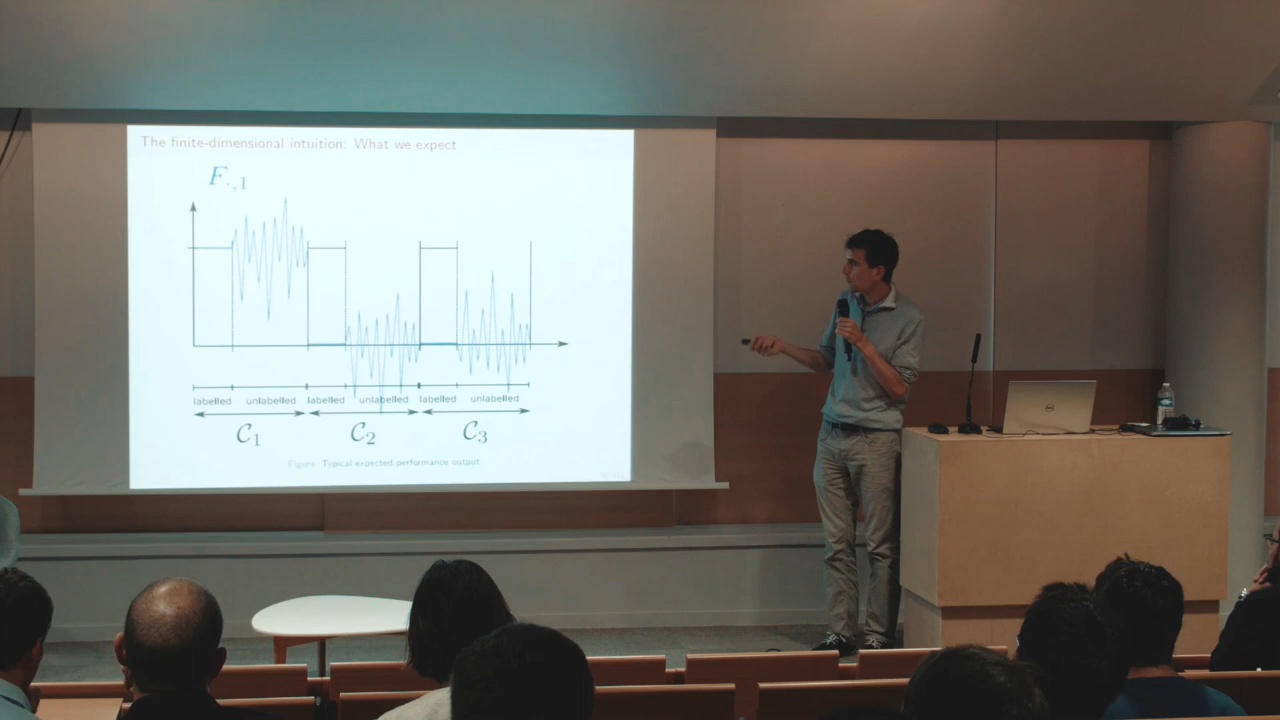 The finite-dimensional intuition: What we expect
F·,1
labelled unlabelled labelled unlabelled labelled unlabelled
C1 C2 C3
Figure: Typical expected performance output
DELL